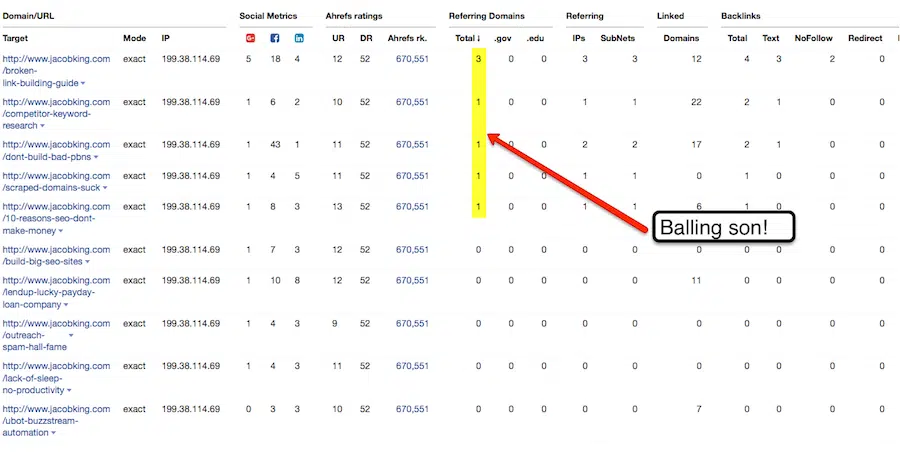 Domain/URL Social Metrics Ahrefs ratings Referring Domains Referring Linked Backlinks
Target Mode IP G+ f in UR DR Ahrefs rk. Total↓ .gov .edu IPs SubNets Domains Total Text NoFollow Redirect
http://www.jacobking.com exact 199.38.114.69 5 18 4 12 52 670,551 3 0 0 3 3 12 4 3 2 0
/broken-
link-building-guide
http://www.jacobking.com exact 199.38.114.69 1 6 2 10 52 670,551 1 0 0 1 1 22 2 1 0 0
/competitor-keyword-
research
http://www.jacobking.com exact 199.38.114.69 1 43 1 11 52 670,551 1 0 0 2 2 17 2 1 0 0
/dont-build-bad-pbns
http://www.jacobking.com exact 199.38.114.69 1 4 5 11 52 670,551 1 0 0 1 1 0 1 0 0 0
/scraped-domains-suck
http://www.jacobking.com exact 199.38.114.69 1 8 3 13 52 670,551 1 0 0 1 1 6 1 0 0 0
/10-reasons-seo-dont-
make-money
Balling son!
http://www.jacobking.com exact 199.38.114.69 1 7 3 12 52 670,551 0 0 0 0 0 0 0 0 0 0
/build-big-seo-sites
http://www.jacobking.com exact 199.38.114.69 1 10 8 12 52 670,551 0 0 0 0 0 11 0 0 0 0
/lendup-lucky-payday-
loan-company
http://www.jacobking.com exact 199.38.114.69 1 4 3 9 52 670,551 0 0 0 0 0 0 0 0 0 0
/outreach-
spam-hall-fame
http://www.jacobking.com exact 199.38.114.69 1 4 3 11 52 670,551 0 0 0 0 0 0 0 0 0 0
/lack-of-sleep-
no-productivity
http://www.jacobking.com exact 199.38.114.69 0 3 3 10 52 670,551 0 0 0 0 0 7 0 0 0 0
/ubot-buzzstream-
automation